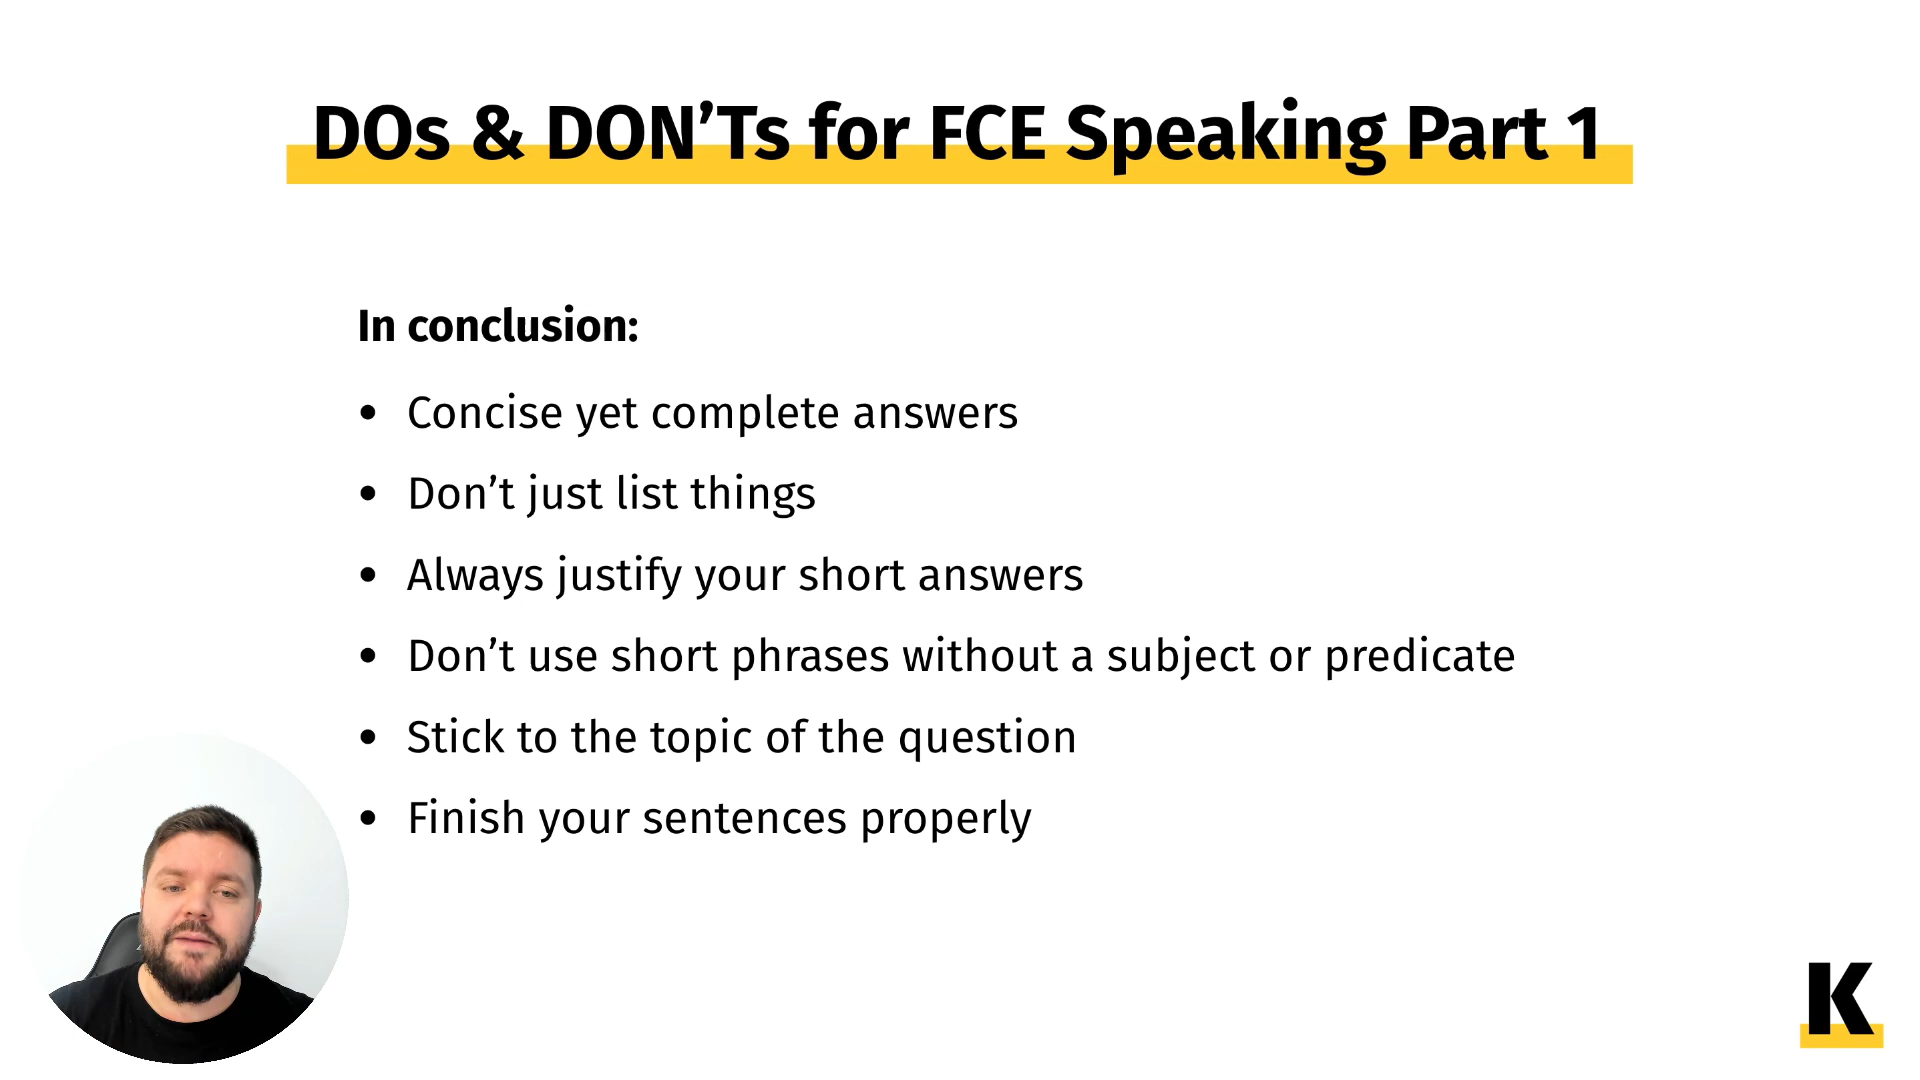 DOs & DON’Ts for FCE Speaking Part 1
In conclusion:
• Concise yet complete answers
• Don’t just list things
• Always justify your short answers
• Don’t use short phrases without a subject or predicate
• Stick to the topic of the question
• Finish your sentences properly
K